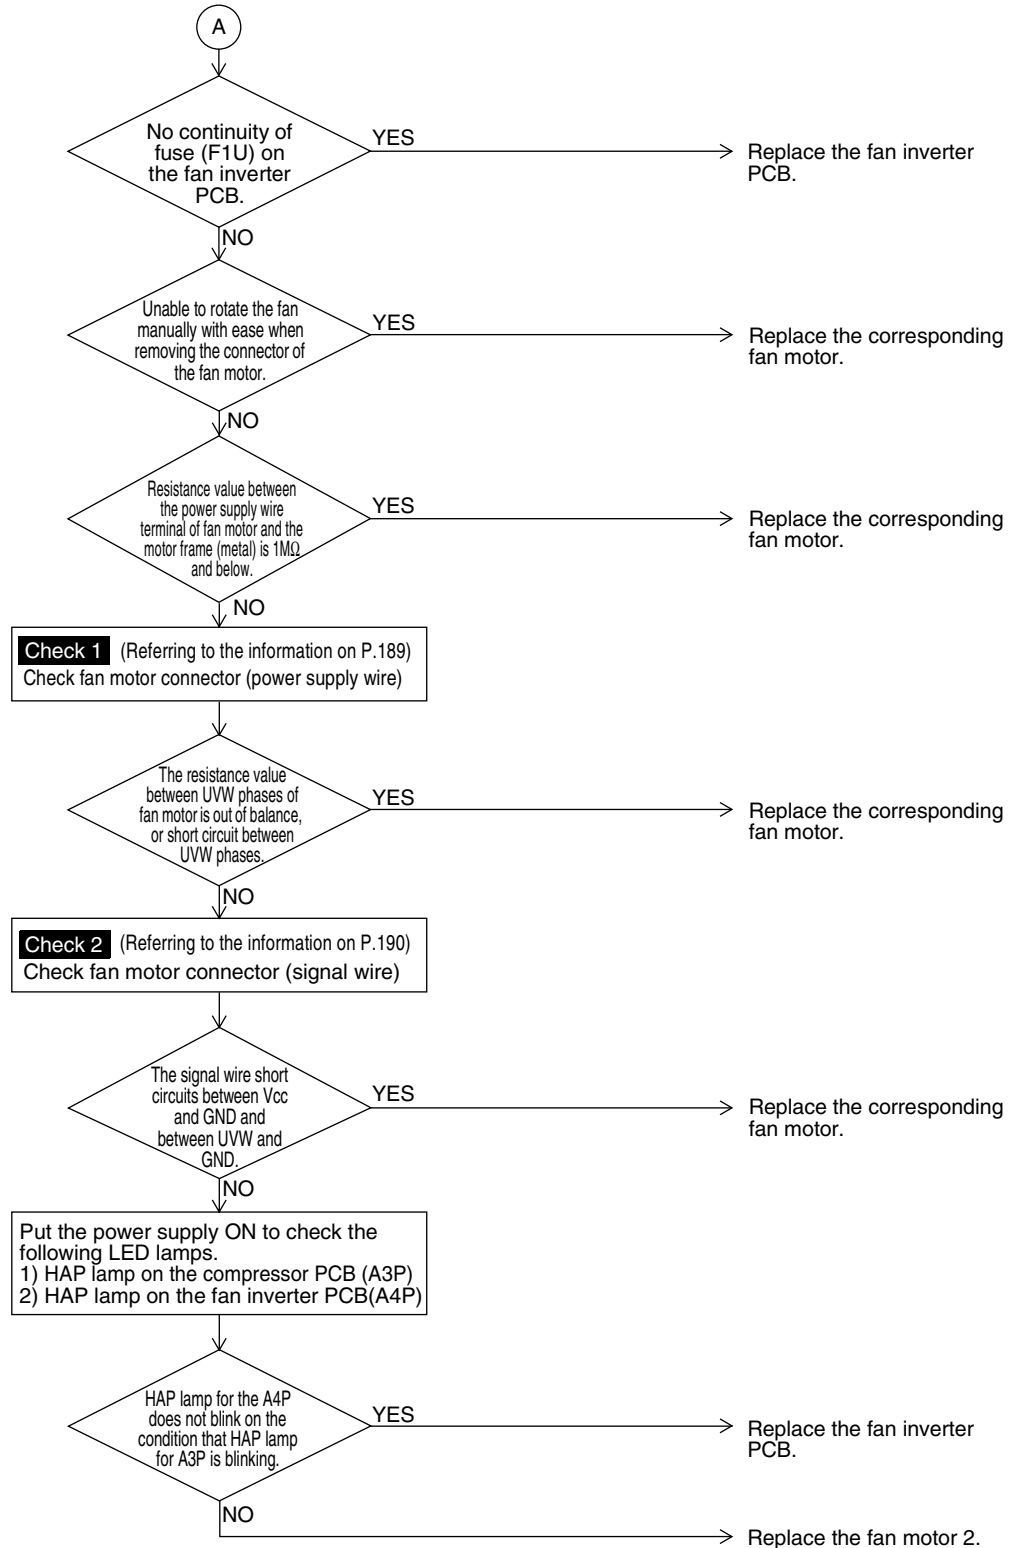 A
No continuity of
fuse (F1U) on
the fan inverter
PCB.
YES
Replace the fan inverter
PCB.
NO
Unable to rotate the fan
manually with ease when
removing the connector of
the fan motor.
YES
Replace the corresponding
fan motor.
NO
Resistance value between
the power supply wire
terminal of fan motor and the
motor frame (metal) is 1MΩ
and below.
YES
Replace the corresponding
fan motor.
NO
Check 1 (Referring to the information on P.189)
Check fan motor connector (power supply wire)
The resistance value
between UVW phases of
fan motor is out of balance,
or short circuit between
UVW phases.
YES
Replace the corresponding
fan motor.
NO
Check 2 (Referring to the information on P.190)
Check fan motor connector (signal wire)
The signal wire short
circuits between Vcc
and GND and
between UVW and
GND.
YES
Replace the corresponding
fan motor.
NO
Put the power supply ON to check the
following LED lamps.
1) HAP lamp on the compressor PCB (A3P)
2) HAP lamp on the fan inverter PCB(A4P)
HAP lamp for the A4P
does not blink on the
condition that HAP lamp
for A3P is blinking.
YES
Replace the fan inverter
PCB.
NO
Replace the fan motor 2.